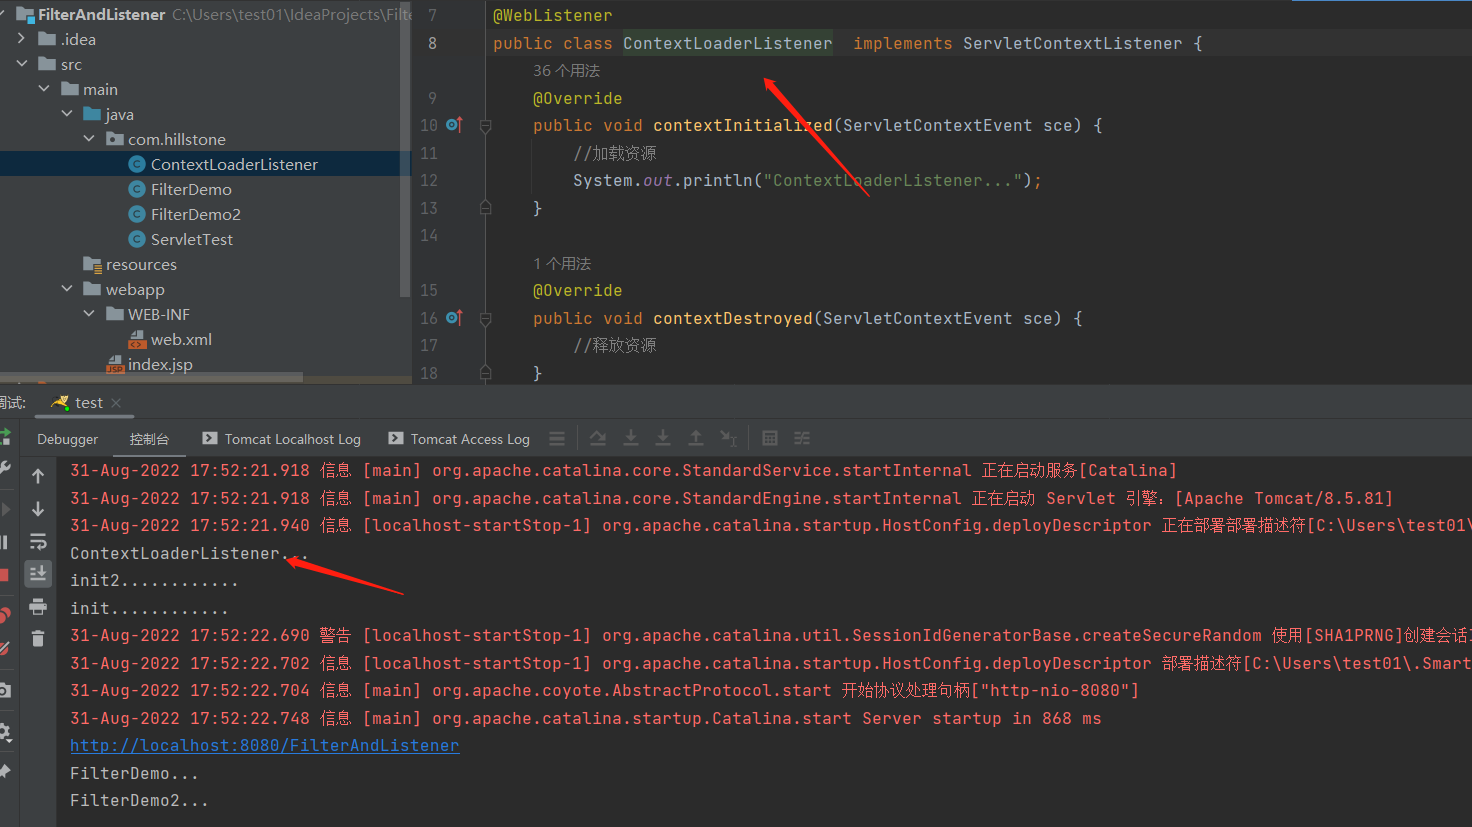 FilterAndListener C:\Users\test01\IdeaProjects\Filt
.idea
src
main
java
com.hillstone
ContextLoaderListener
FilterDemo
FilterDemo2
ServletTest
resources
webapp
WEB-INF
web.xml
index.jsp
7 @WebListener
8 public class ContextLoaderListener implements ServletContextListener {
36 个用法
9 @Override
10 public void contextInitialized(ServletContextEvent sce) {
11 //加载资源
12 System.out.println("ContextLoaderListener...");
13 }
14
1 个用法
15 @Override
16 public void contextDestroyed(ServletContextEvent sce) {
17 //释放资源
18 }
调试: test
Debugger 控制台 Tomcat Localhost Log Tomcat Access Log
31-Aug-2022 17:52:21.918 信息 [main] org.apache.catalina.core.StandardService.startInternal 正在启动服务[Catalina]
31-Aug-2022 17:52:21.918 信息 [main] org.apache.catalina.core.StandardEngine.startInternal 正在启动 Servlet 引擎：[Apache Tomcat/8.5.81]
31-Aug-2022 17:52:21.940 信息 [localhost-startStop-1] org.apache.catalina.startup.HostConfig.deployDescriptor 正在部署部署描述符[C:\Users\test01\
ContextLoaderListener...
init2............
init............
31-Aug-2022 17:52:22.690 警告 [localhost-startStop-1] org.apache.catalina.util.SessionIdGeneratorBase.createSecureRandom 使用[SHA1PRNG]创建会话
31-Aug-2022 17:52:22.702 信息 [localhost-startStop-1] org.apache.catalina.startup.HostConfig.deployDescriptor 部署描述符[C:\Users\test01\.Smart
31-Aug-2022 17:52:22.704 信息 [main] org.apache.coyote.AbstractProtocol.start 开始协议处理句柄["http-nio-8080"]
31-Aug-2022 17:52:22.748 信息 [main] org.apache.catalina.startup.Catalina.start Server startup in 868 ms
http://localhost:8080/FilterAndListener
FilterDemo...
FilterDemo2...